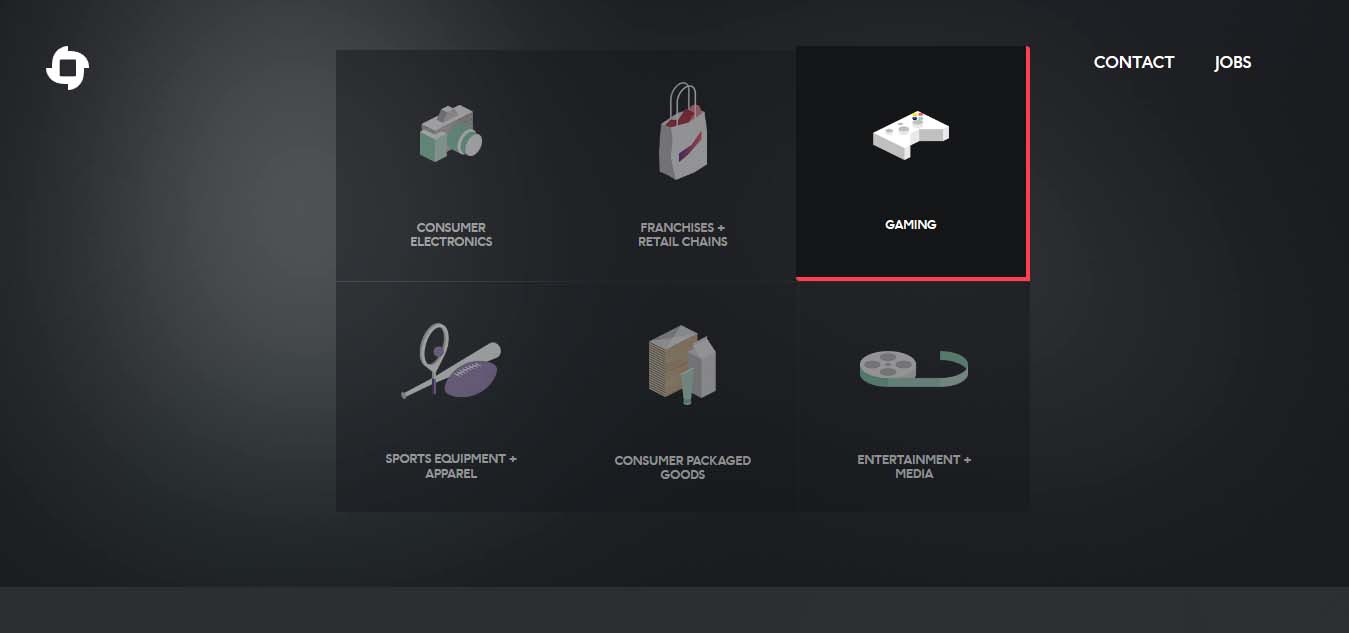 CONTACT JOBS
CONSUMER
ELECTRONICS
FRANCHISES +
RETAIL CHAINS
GAMING
SPORTS EQUIPMENT +
APPAREL
CONSUMER PACKAGED
GOODS
ENTERTAINMENT +
MEDIA